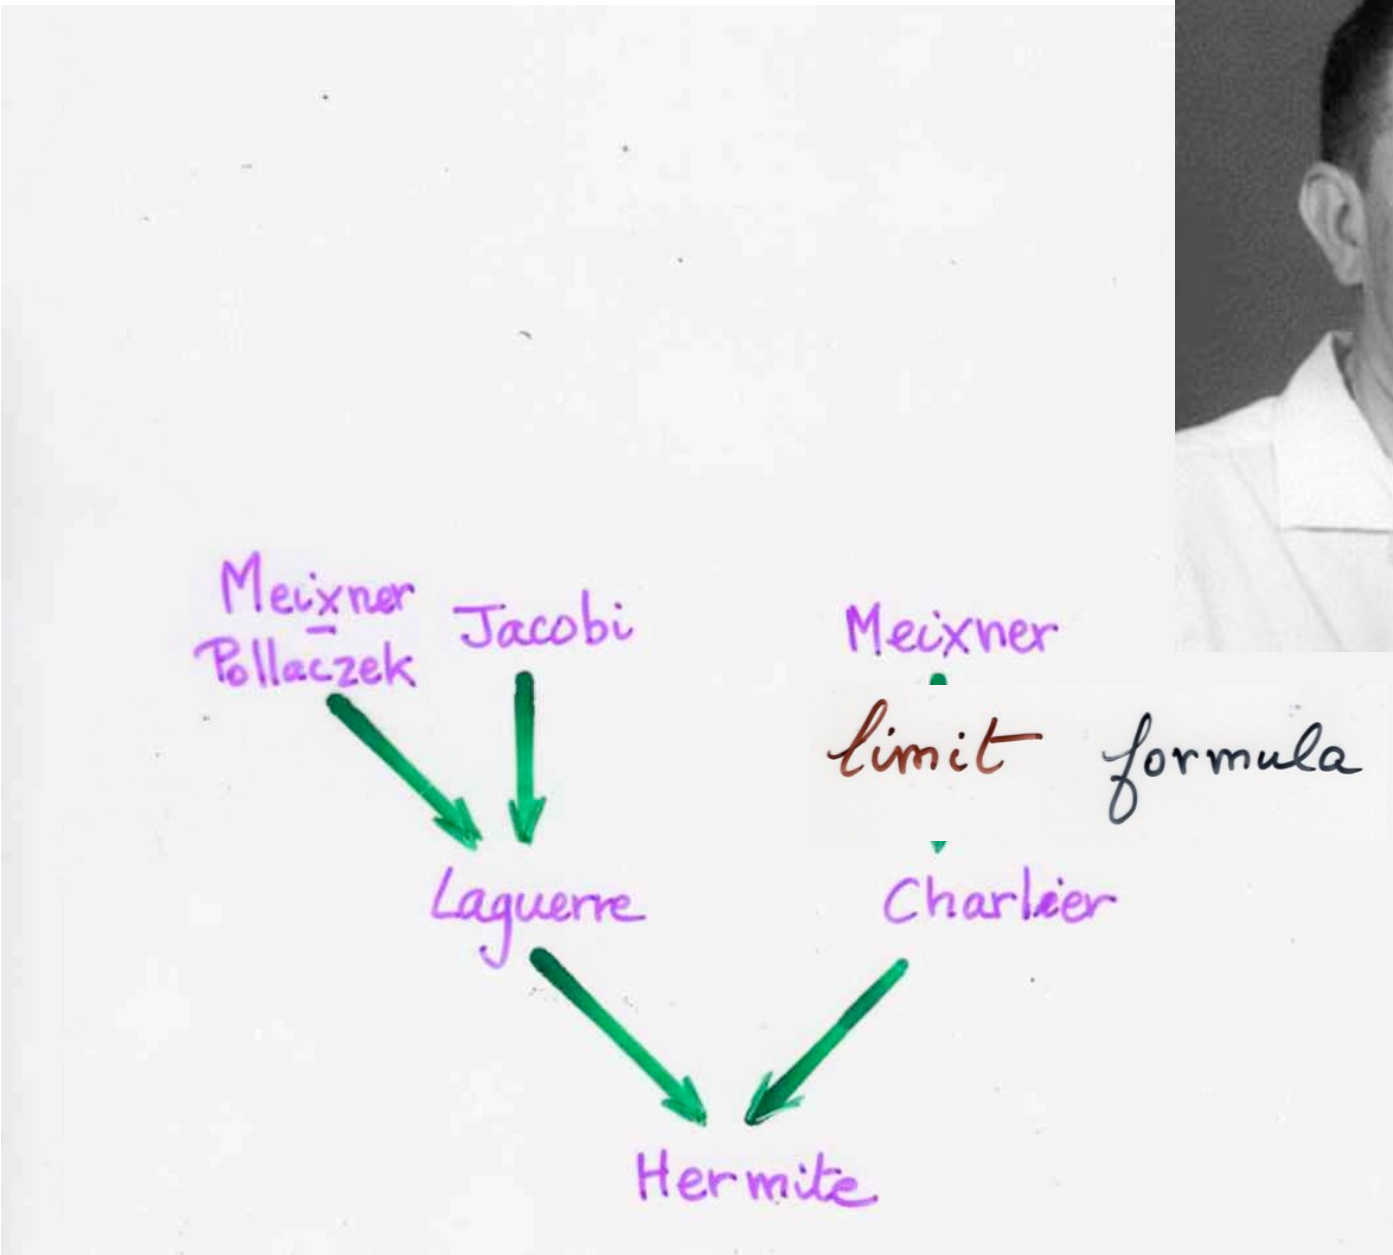 Meixner
-
Pollaczek
Jacobi
Meixner
limit formula
Laguerre
Charlier
Hermite